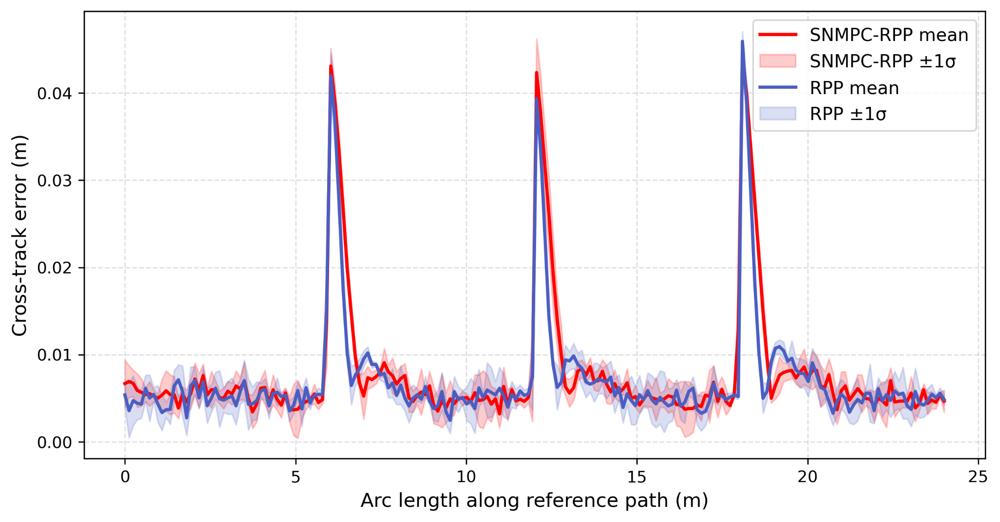 SNMPC-RPP mean
SNMPC-RPP ±1σ
RPP mean
RPP ±1σ
0.04
0.03
0.02
0.01
0.00
Cross-track error (m)
0 5 10 15 20 25
Arc length along reference path (m)